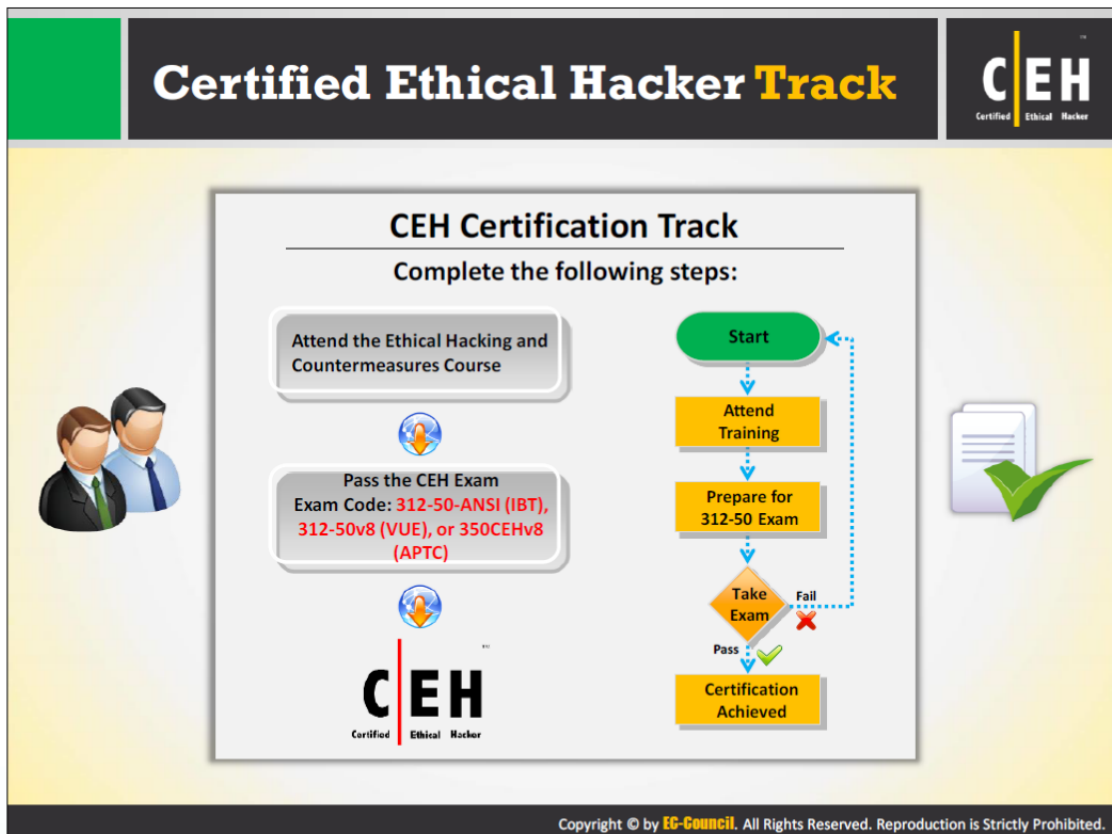 Certified Ethical Hacker Track
CEH
Certified Ethical Hacker
CEH Certification Track
Complete the following steps:
Attend the Ethical Hacking and
Countermeasures Course
Pass the CEH Exam
Exam Code: 312-50-ANSI (IBT),
312-50v8 (VUE), or 350CEHv8
(APTC)
CEH
Certified Ethical Hacker
Start
Attend
Training
Prepare for
312-50 Exam
Take
Exam
Fail
Pass
Certification
Achieved
Copyright © by EC-Council. All Rights Reserved. Reproduction is Strictly Prohibited.